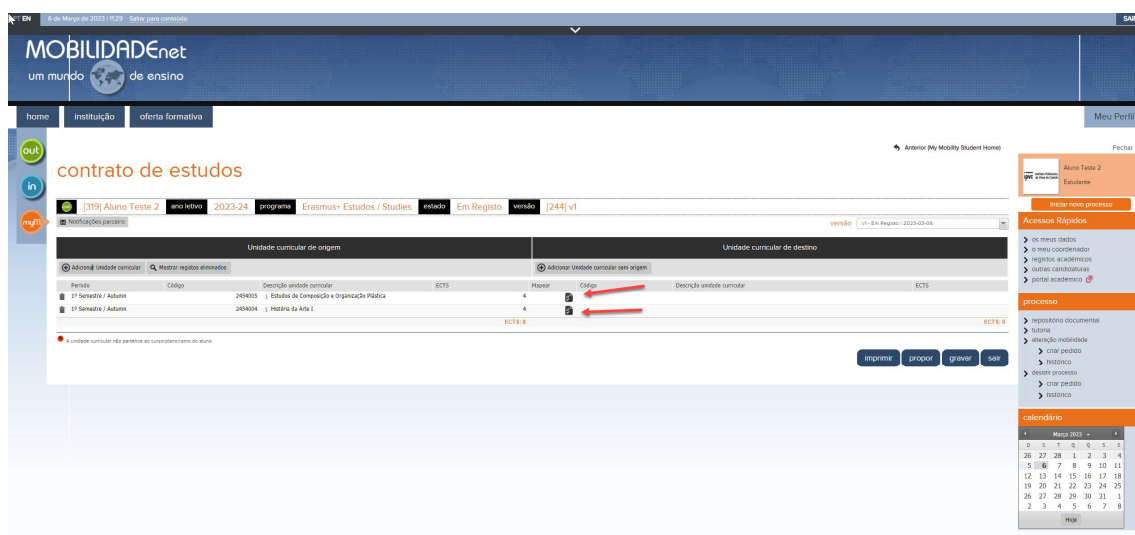 PT EN 6 de Março de 2023 | 11:29 Saltar para conteúdo SAIR
MOBILIDADEnet
um mundo de ensino
home instituição oferta formativa Meu Perfil
out
in
myM
Anterior (My Mobility Student Home) Fechar
contrato de estudos
[319] Aluno Teste 2 ano letivo 2023-24 programa Erasmus+ Estudos / Studies estado Em Registo versão [244] v1
Notificações parceiro
versão v1 - Em Registo / 2023-03-06
Unidade curricular de origem Unidade curricular de destino
Adicionar Unidade curricular Mostrar registos eliminados Adicionar Unidade curricular sem origem
Período Código Descrição unidade curricular ECTS Mapear Código Descrição unidade curricular ECTS
1º Semestre / Autumn 2454005 Estudos de Composição e Organização Plástica 4
1º Semestre / Autumn 2454004 História da Arte I 4
ECTS: 8 ECTS: 0
A unidade curricular não pertence ao curso/plano/ramo do aluno
imprimir propor gravar sair
ipvc
Aluno Teste 2
Estudante
Iniciar novo processo
Acessos Rápidos
os meus dados
o meu coordenador
registos académicos
outras candidaturas
portal académico
processo
repositório documental
tutoria
alteração mobilidade
criar pedido
histórico
desistir processo
criar pedido
histórico
calendário
Março 2023
D S T Q Q S S
26 27 28 1 2 3 4
5 6 7 8 9 10 11
12 13 14 15 16 17 18
19 20 21 22 23 24 25
26 27 28 29 30 31 1
2 3 4 5 6 7 8
Hoje